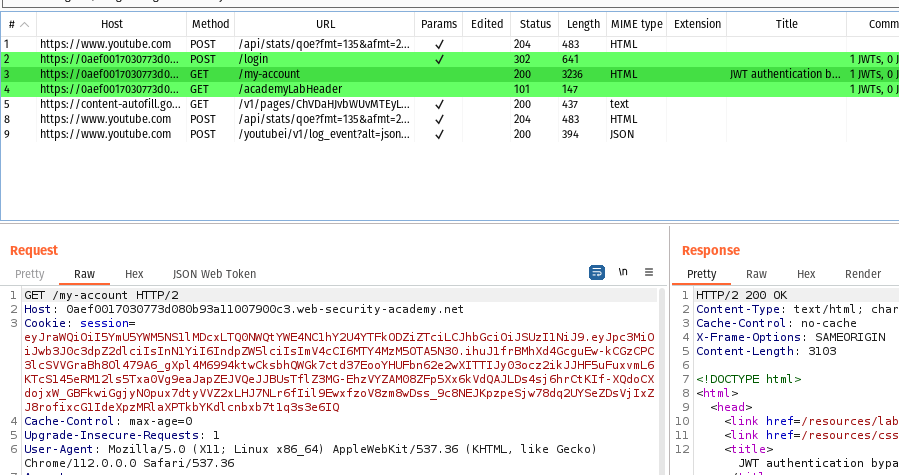 # Host Method URL Params Edited Status Length MIME type Extension Title Comm
1 https://www.youtube.com POST /api/stats/qoe?fmt=135&afmt=2... ✓ 204 483 HTML
2 https://0aef0017030773d0... POST /login ✓ 302 641 1 JWTs, 0 J
3 https://0aef0017030773d0... GET /my-account 200 3236 HTML JWT authentication b... 1 JWTs, 0 J
4 https://0aef0017030773d0... GET /academyLabHeader 101 147 1 JWTs, 0 J
5 https://content-autofill.go... GET /v1/pages/ChVDaHJvbWUvMTEyL... ✓ 200 437 text
8 https://www.youtube.com POST /api/stats/qoe?fmt=135&afmt=2... ✓ 204 483 HTML
9 https://www.youtube.com POST /youtubei/v1/log_event?alt=json... ✓ 200 394 JSON
Request
Pretty Raw Hex JSON Web Token \n
1 GET /my-account HTTP/2
2 Host: 0aef0017030773d080b93a11007900c3.web-security-academy.net
3 Cookie: session=
eyJraWQiOiI5YmU5YWM5NS1lMDcxLTQ0NWQtYWE4NC1hY2U4YTFkODZiZTciLCJhbGciOiJSUzI1NiJ9.eyJpc3MiO
iJwb3J0c3dpZ2dlciIsInN1YiI6IndpZW5lciIsImV4cCI6MTY4MzM5OTA5N30.ihuJ1frBMhXd4GcguEw-kCGzCPC
3lcSVVGraBh8Ol479A6_gXpl4M6994ktwCksbhQWGk7ctd37EooYHUFbn62e2wXITTIJy03ocz2ikJJHF5uFuxvmL6
KTcS145eRM12ls5Txa0Vg9eaJapZEJVQeJJBUsTflZ3MG-EhzVYZAM08ZFp5Xx6kVdQAJLDs4sj6hrCtKIf-XQdoCX
dojxW_GBFkwiGgjyN0pux7dtyVVZ2xLHJ7NLr6fIil9EwxfzoV8zm8wDss_9c8NEJKpzpeSjw78dq2UYSeZDsVjIxZ
J8rofixcG1IdeXpzMRlaXPTkbYKdlcnbxb7t1q3s3e6IQ
4 Cache-Control: max-age=0
5 Upgrade-Insecure-Requests: 1
6 User-Agent: Mozilla/5.0 (X11; Linux x86_64) AppleWebKit/537.36 (KHTML, like Gecko)
Chrome/112.0.0.0 Safari/537.36
Response
Pretty Raw Hex Render
1 HTTP/2 200 OK
2 Content-Type: text/html; char
3 Cache-Control: no-cache
4 X-Frame-Options: SAMEORIGIN
5 Content-Length: 3103
6
7 <!DOCTYPE html>
8 <html>
9 <head>
10 <link href=/resources/lab
11 <link href=/resources/css
12 <title>
JWT authentication bypa